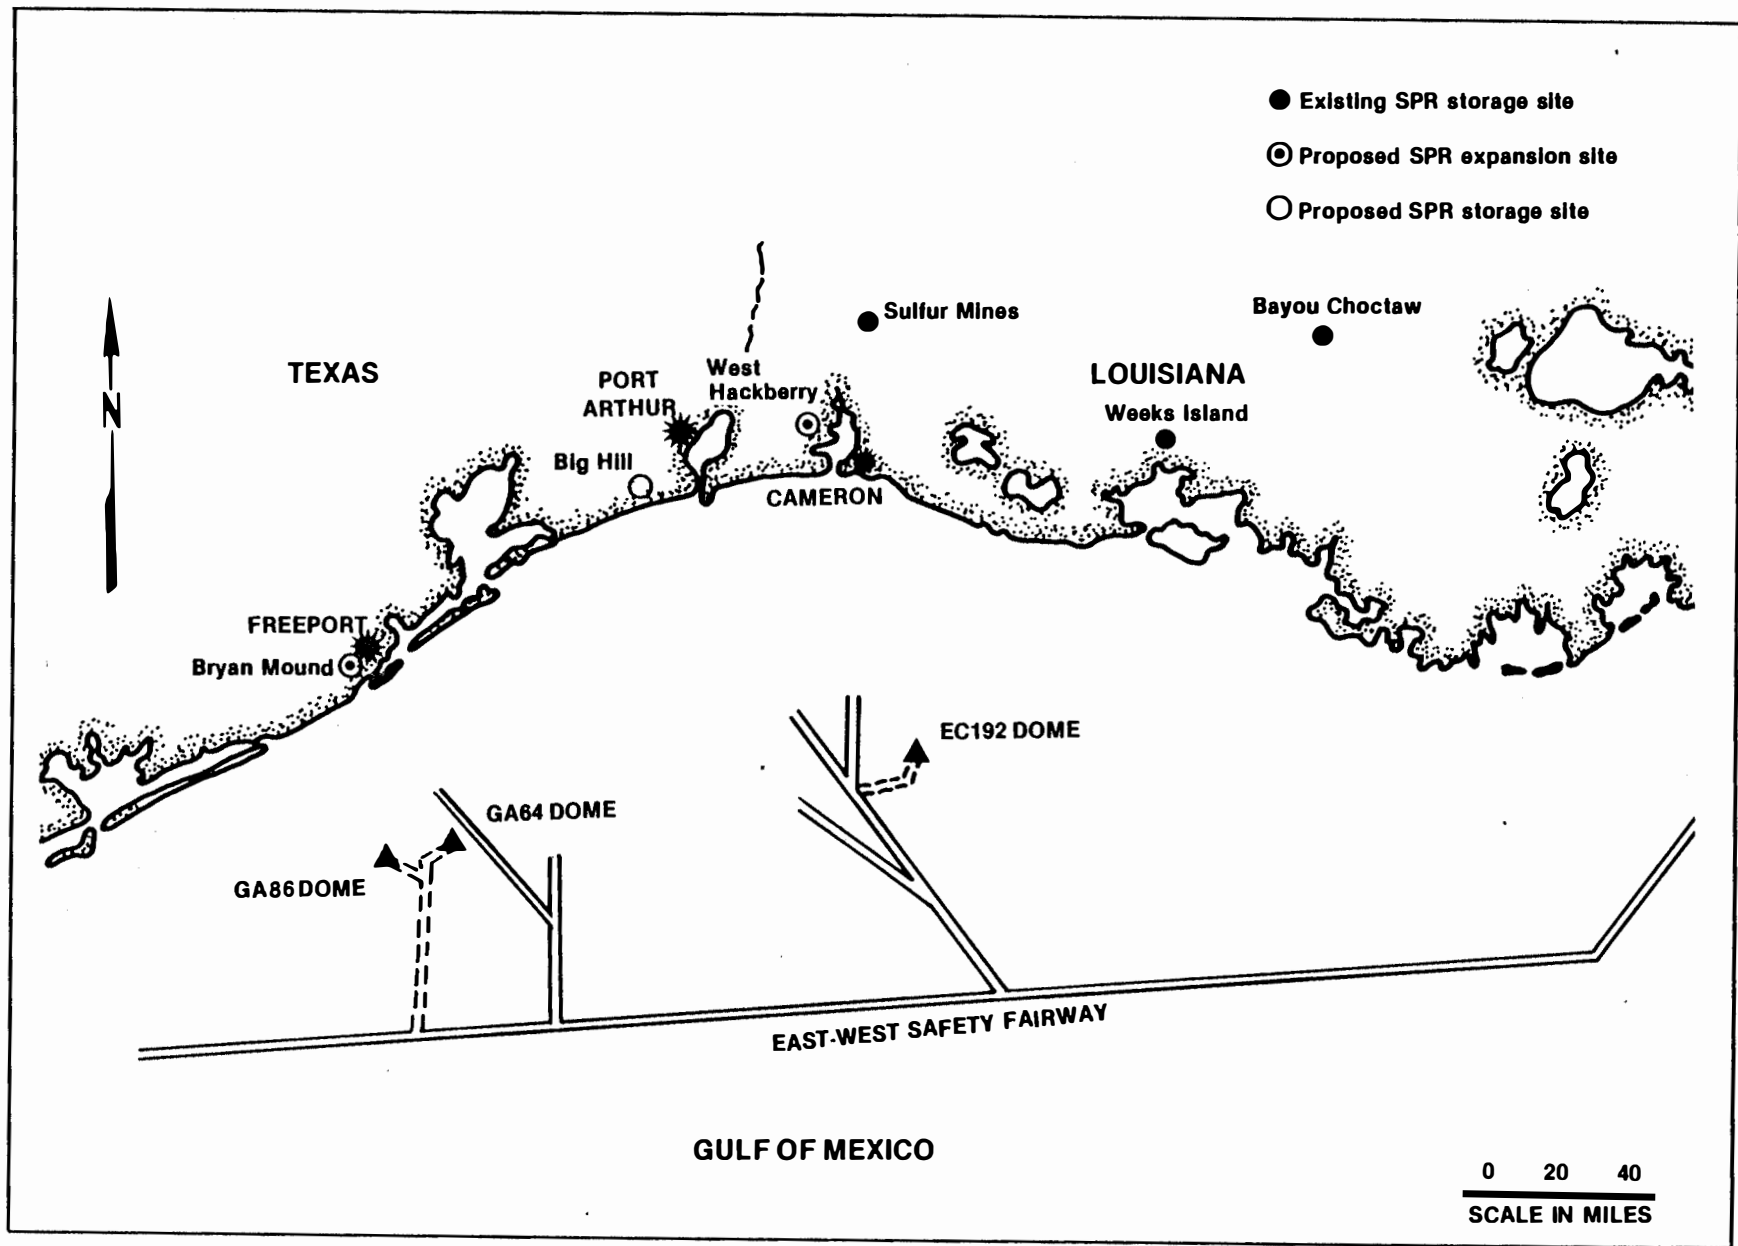 Existing SPR storage site
Proposed SPR expansion site
Proposed SPR storage site
Sulfur Mines
Bayou Choctaw
TEXAS
PORT
ARTHUR
West
Hackberry
LOUISIANA
Weeks Island
N
Big Hill
CAMERON
FREEPORT
Bryan Mound
EC192 DOME
GA64 DOME
GA86 DOME
EAST-WEST SAFETY FAIRWAY
GULF OF MEXICO
0 20 40
SCALE IN MILES